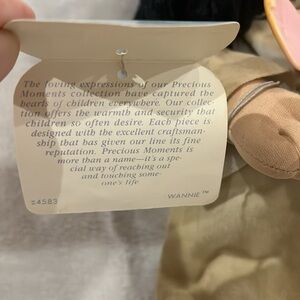 The loving expressions of our Precious
Moments collection have captured the
hearts of children everywhere. Our collec-
tion offers the warmth and security that
children so often desire. Each piece is
designed with the excellent craftsman-
ship that has given our line its fine
reputation. Precious Moments is
more than a name—it's a spe-
cial way of reaching out
and touching some-
one's life.
#4583
WANNIE™